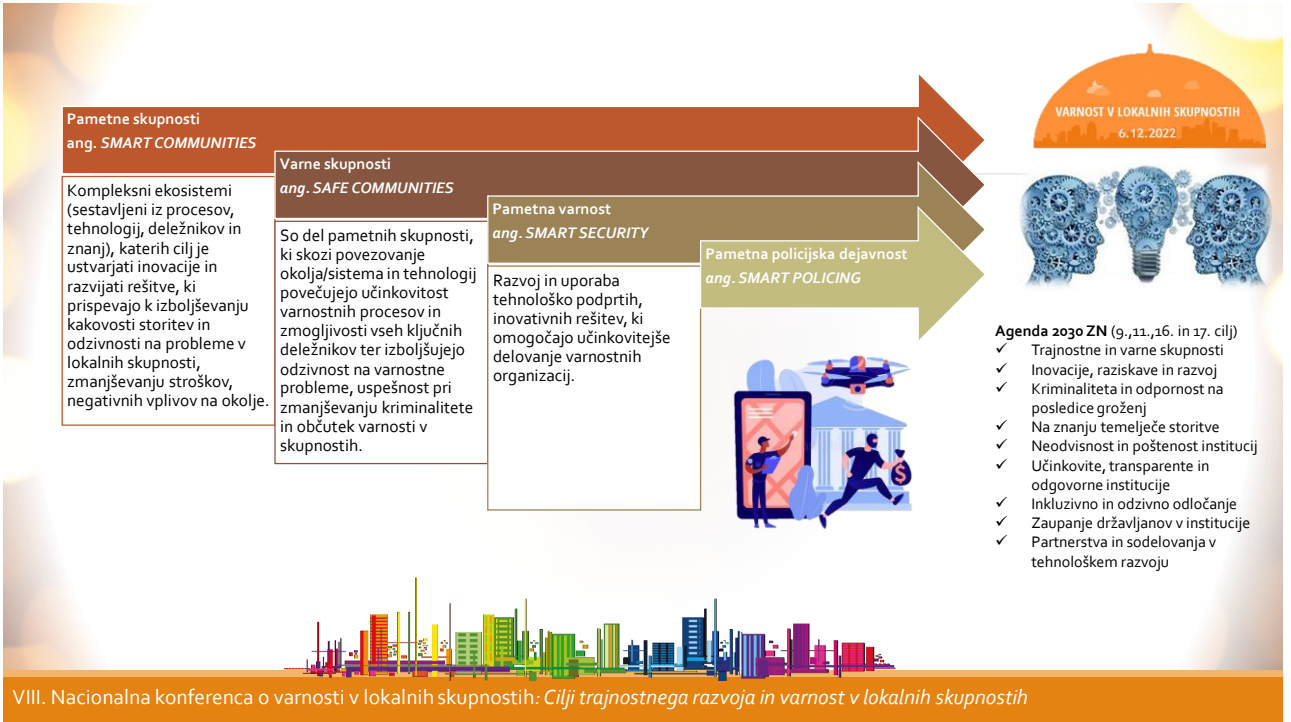 Pametne skupnosti
ang. SMART COMMUNITIES
Kompleksni ekosistemi
(sestavljeni iz procesov,
tehnologij, deležnikov in
znanj), katerih cilj je
ustvarjati inovacije in
razvijati rešitve, ki
prispevajo k izboljševanju
kakovosti storitev in
odzivnosti na probleme v
lokalnih skupnosti,
zmanjševanju stroškov,
negativnih vplivov na okolje.
Varne skupnosti
ang. SAFE COMMUNITIES
So del pametnih skupnosti,
ki skozi povezovanje
okolja/sistema in tehnologij
povečujejo učinkovitost
varnostnih procesov in
zmogljivosti vseh ključnih
deležnikov ter izboljšujejo
odzivnost na varnostne
probleme, uspešnost pri
zmanjševanju kriminalitete
in občutek varnosti v
skupnostih.
Pametna varnost
ang. SMART SECURITY
Razvoj in uporaba
tehnološko podprtih,
inovativnih rešitev, ki
omogočajo učinkovitejše
delovanje varnostnih
organizacij.
Pametna policijska dejavnost
ang. SMART POLICING
$
VARNOST V LOKALNIH SKUPNOSTIH
6.12.2022
Agenda 2030 ZN (9.,11.,16. in 17. cilj)
✓ Trajnostne in varne skupnosti
✓ Inovacije, raziskave in razvoj
✓ Kriminaliteta in odpornost na
posledice groženj
✓ Na znanju temelječe storitve
✓ Neodvisnost in poštenost institucij
✓ Učinkovite, transparente in
odgovorne institucije
✓ Inkluzivno in odzivno odločanje
✓ Zaupanje državljanov v institucije
✓ Partnerstva in sodelovanja v
tehnološkem razvoju
VIII. Nacionalna konferenca o varnosti v lokalnih skupnostih: Cilji trajnostnega razvoja in varnost v lokalnih skupnostih